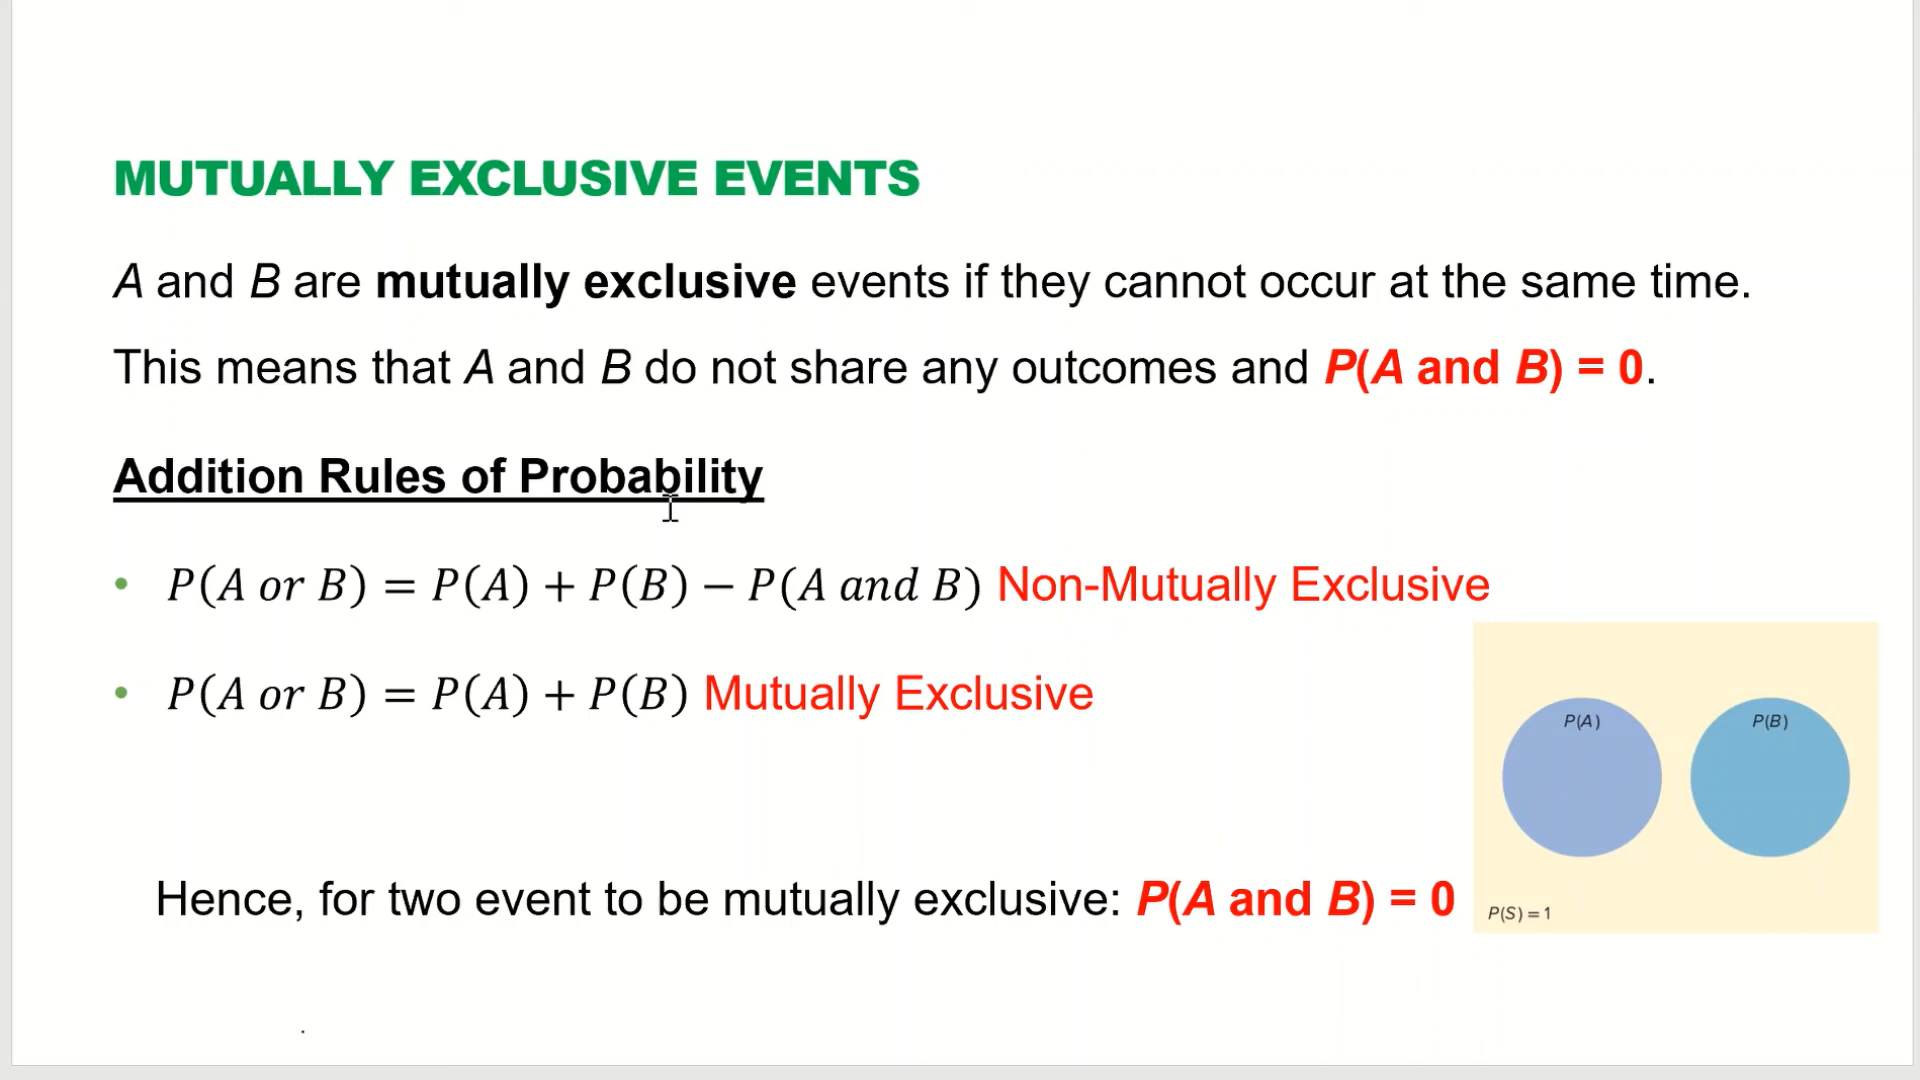 MUTUALLY EXCLUSIVE EVENTS
A and B are mutually exclusive events if they cannot occur at the same time.
This means that A and B do not share any outcomes and P(A and B) = 0.
Addition Rules of Probability
• P(A or B) = P(A) + P(B) − P(A and B) Non-Mutually Exclusive
• P(A or B) = P(A) + P(B) Mutually Exclusive
P(A) P(B)
Hence, for two event to be mutually exclusive: P(A and B) = 0
P(S) = 1
.